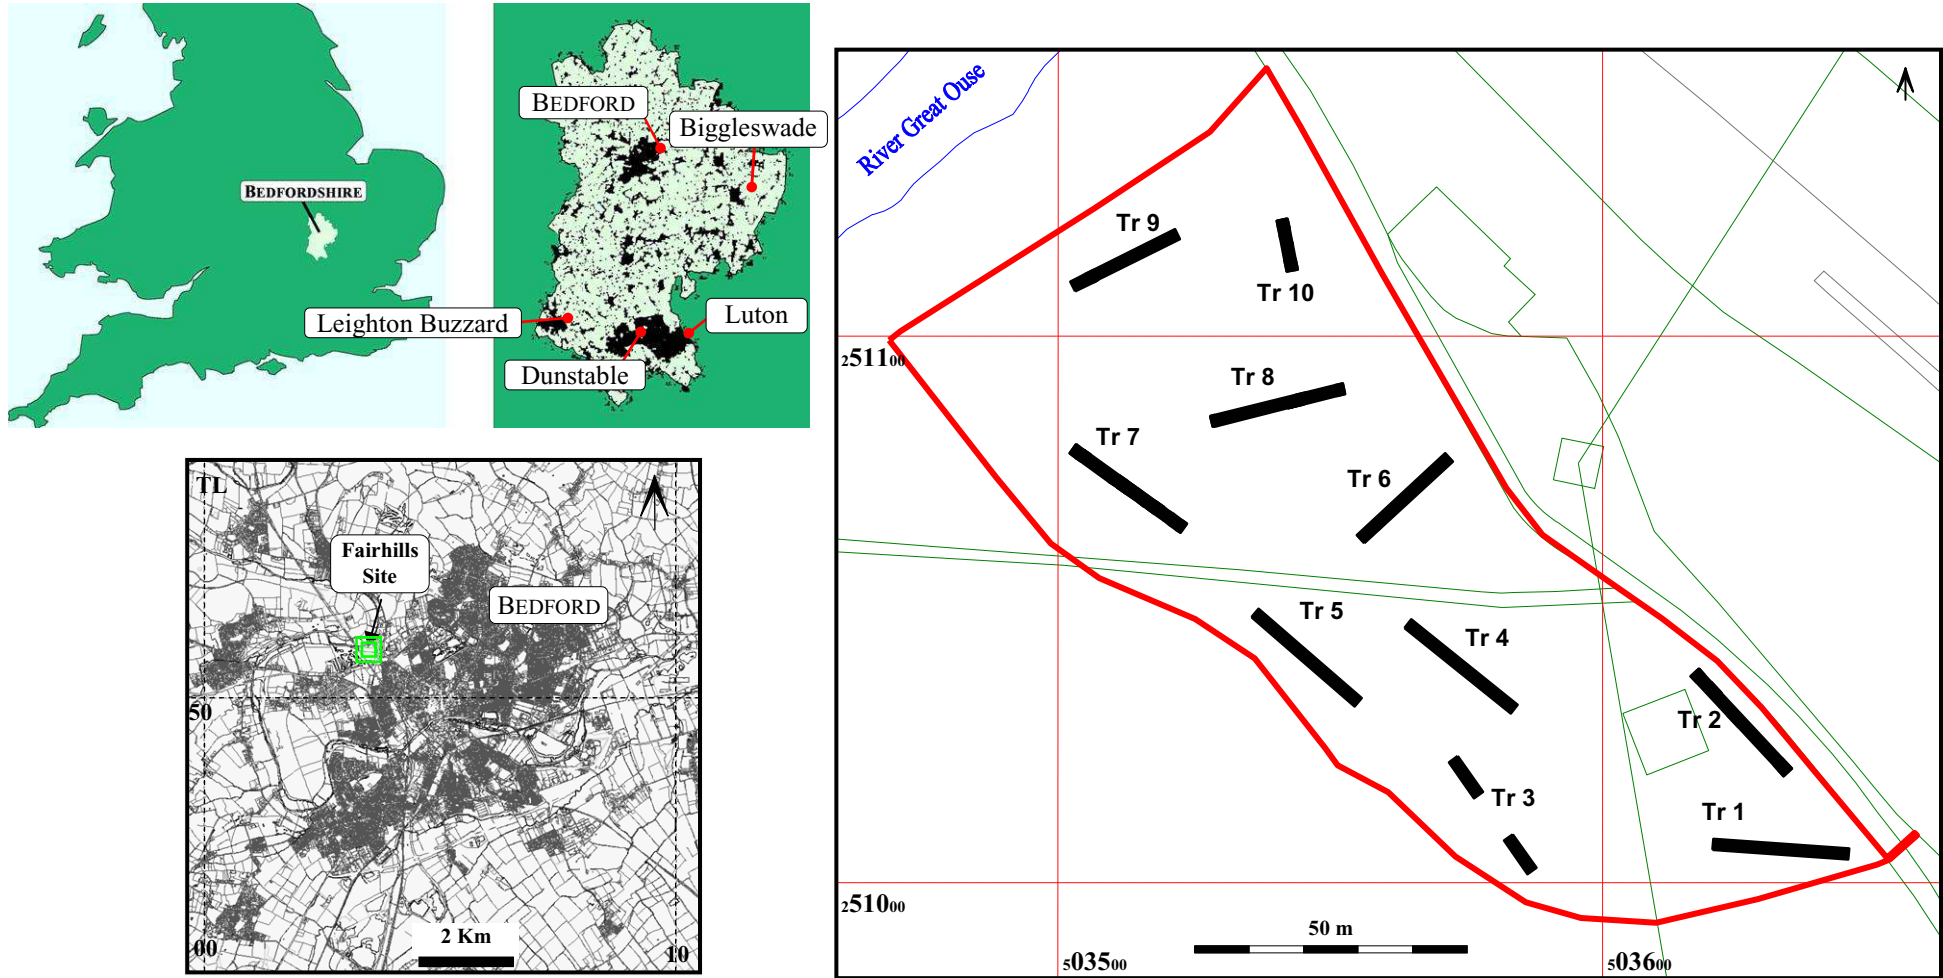 BEDFORDSHIRE
BEDFORD
Biggleswade
Leighton Buzzard
Luton
Dunstable
TL
Fairhills
Site
BEDFORD
50
00
10
2 Km
River Great Ouse
Tr 9
Tr 10
251100
Tr 8
Tr 7
Tr 6
Tr 5
Tr 4
Tr 2
Tr 3
Tr 1
251000
50 m
503500
503600